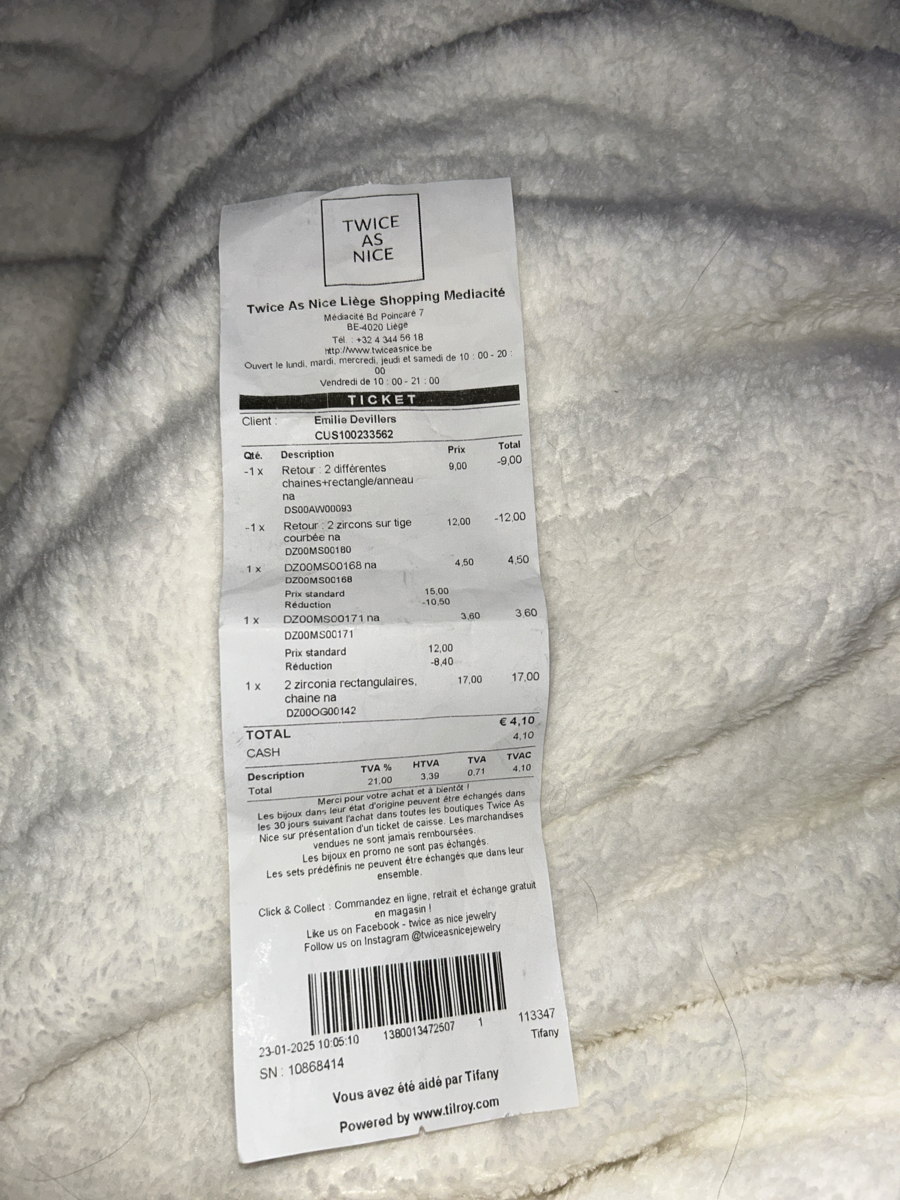 TWICE
AS
NICE
Twice As Nice Liège Shopping Mediacité
Médiacité Bd Poincaré 7
BE-4020 Liège
Tél. : +32 4 344 56 18
http://www.twiceasnice.be
Ouvert le lundi, mardi, mercredi, jeudi et samedi de 10 : 00 - 20 :
00
Vendredi de 10 : 00 - 21 : 00
TICKET
Client : Emilie Devillers
CUS100233562
Qté. Description Prix Total
-1 x Retour : 2 différentes 9,00 -9,00
chaines+rectangle/anneau
na
DS00AW00093
-1 x Retour : 2 zircons sur tige 12,00 -12,00
courbée na
DZ00MS00180
1 x DZ00MS00168 na 4,50 4,50
DZ00MS00168
Prix standard 15,00
Réduction -10,50
1 x DZ00MS00171 na 3,60 3,60
DZ00MS00171
Prix standard 12,00
Réduction -8,40
1 x 2 zirconia rectangulaires, 17,00 17,00
chaine na
DZ00OG00142
TOTAL € 4,10
CASH 4,10
Description TVA % HTVA TVA TVAC
Total 21,00 3,39 0,71 4,10
Merci pour votre achat et à bientôt !
Les bijoux dans leur état d'origine peuvent être échangés dans
les 30 jours suivant l'achat dans toutes les boutiques Twice As
Nice sur présentation d'un ticket de caisse. Les marchandises
vendues ne sont jamais remboursées.
Les bijoux en promo ne sont pas échangés.
Les sets prédéfinis ne peuvent être échangés que dans leur
ensemble.
Click & Collect : Commandez en ligne, retrait et échange gratuit
en magasin !
Like us on Facebook - twice as nice jewelry
Follow us on Instagram @twiceasnicejewelry
23-01-2025 10:05:10 1380013472507 1 113347
SN : 10868414 Tifany
Vous avez été aidé par Tifany
Powered by www.tilroy.com